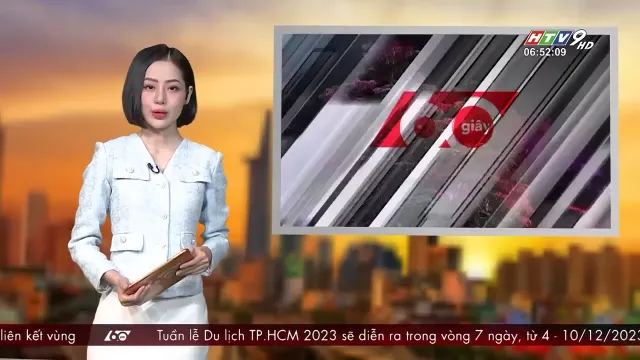 HTV9 HD
06:52:09
60 giây
liên kết vùng 60 Tuần lễ Du lịch TP.HCM 2023 sẽ diễn ra trong vòng 7 ngày, từ 4 - 10/12/2023